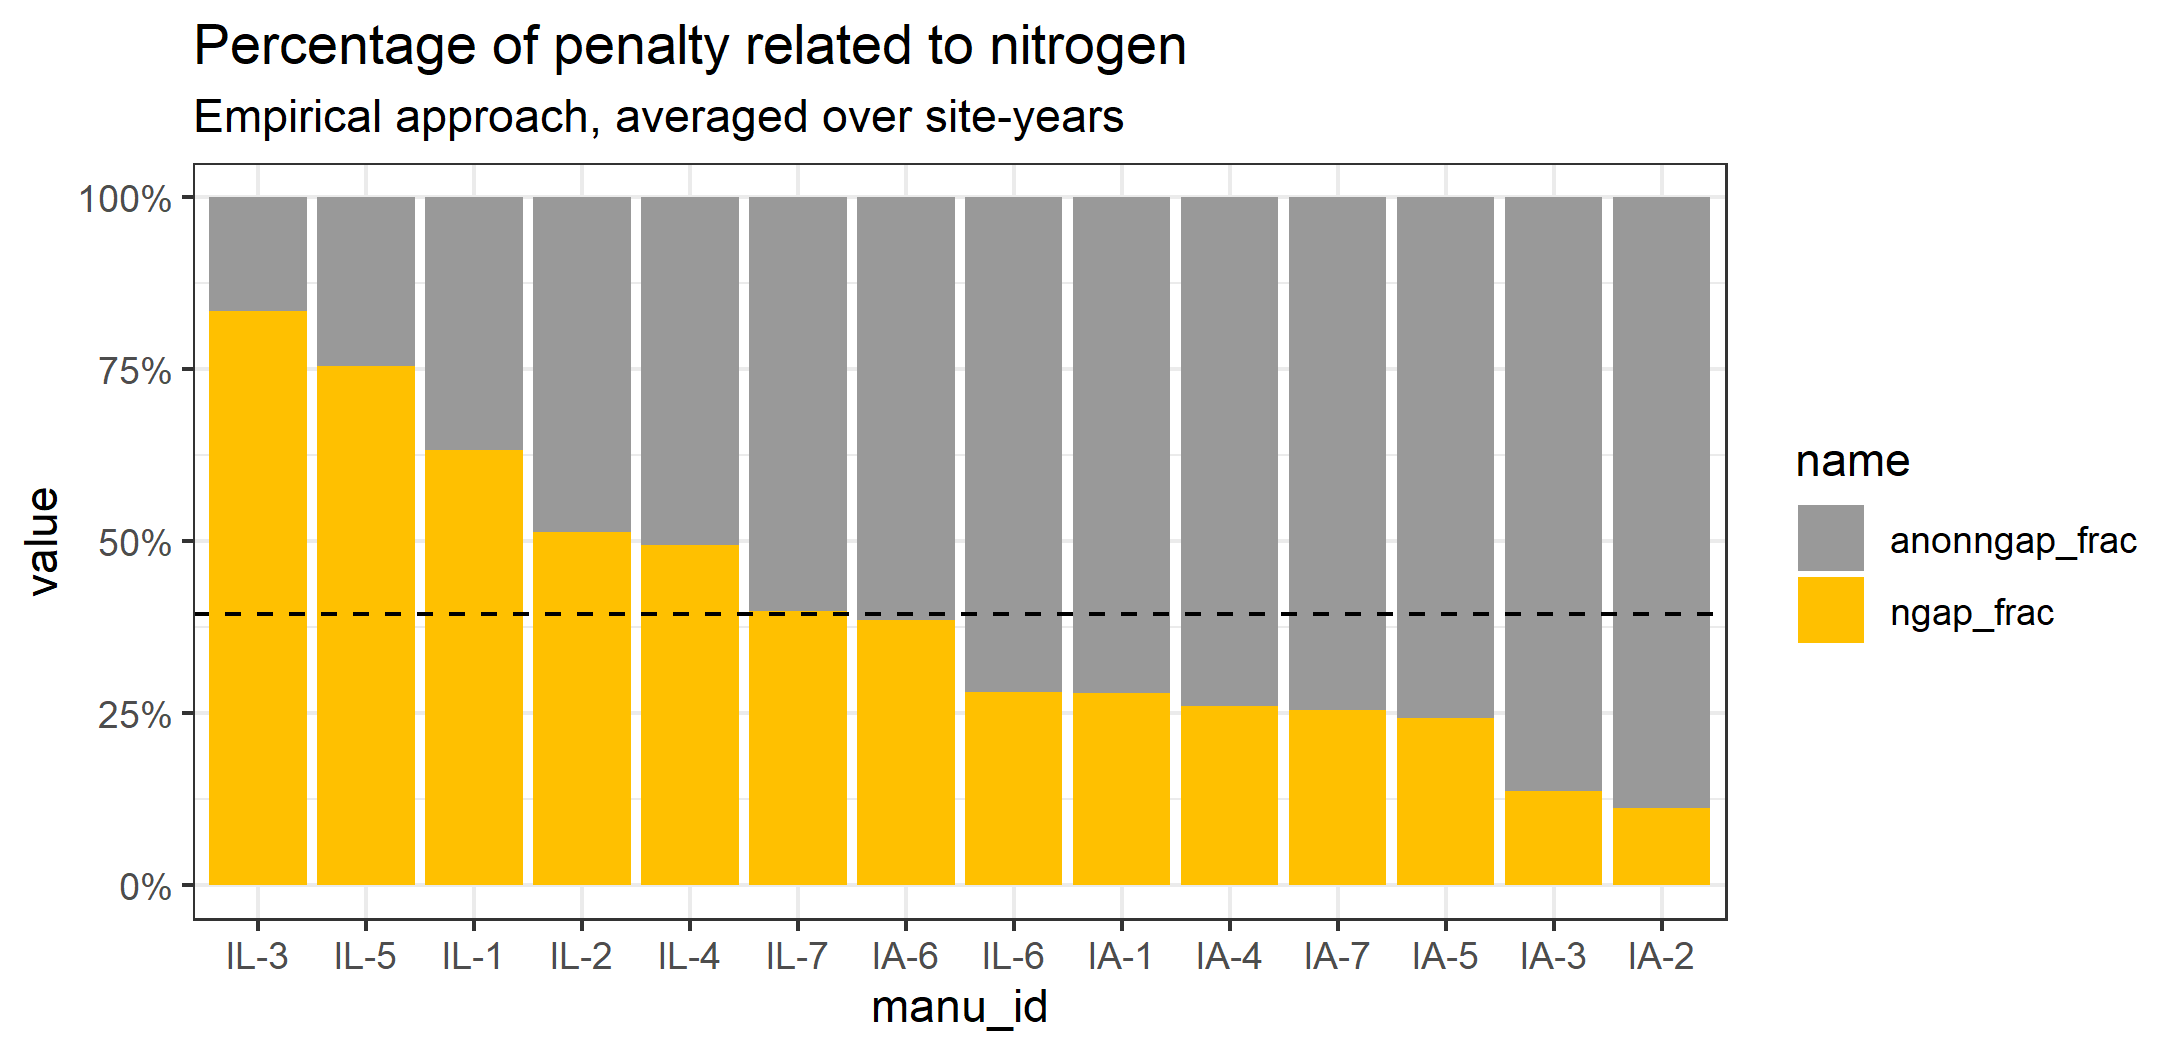 Percentage of penalty related to nitrogen
Empirical approach, averaged over site-years
100%
75%
50%
25%
0%
value
IL-3 IL-5 IL-1 IL-2 IL-4 IL-7 IA-6 IL-6 IA-1 IA-4 IA-7 IA-5 IA-3 IA-2
manu_id
name
anonngap_frac
ngap_frac